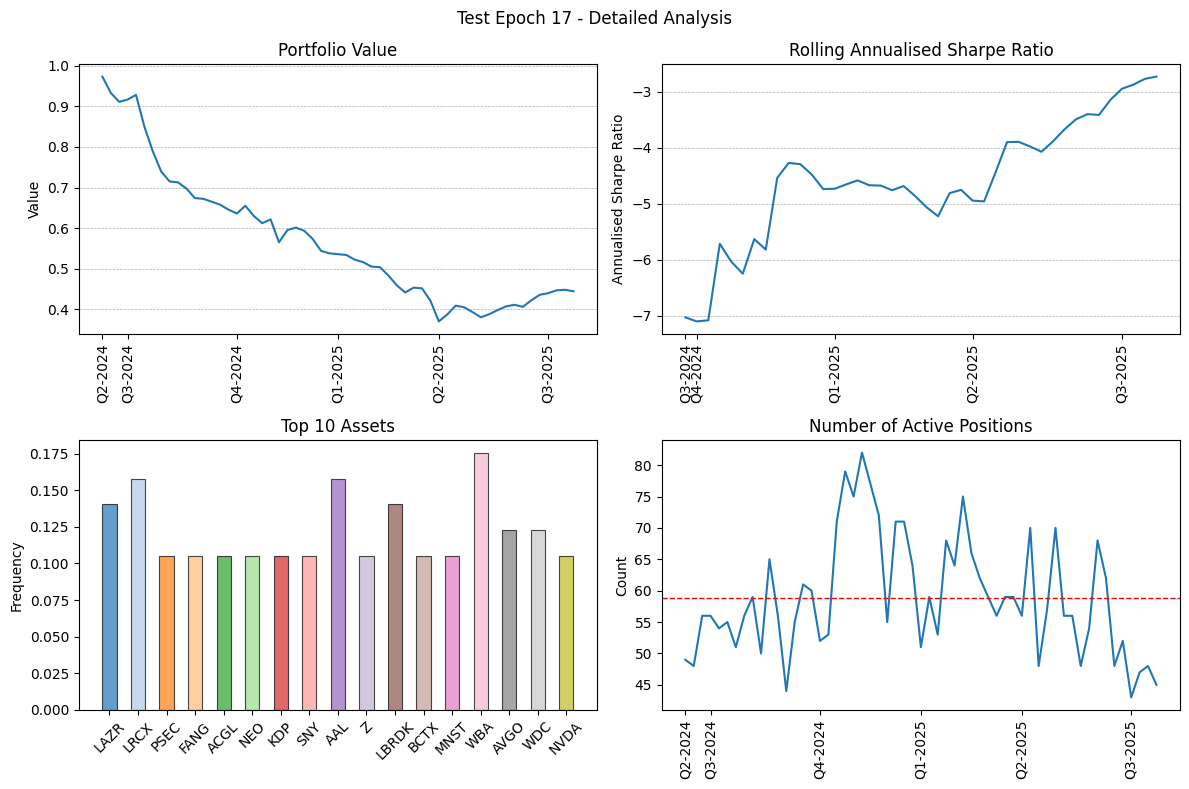 Test Epoch 17 - Detailed Analysis
Portfolio Value
Value
1.0
0.9
0.8
0.7
0.6
0.5
0.4
Q2-2024
Q3-2024
Q4-2024
Q1-2025
Q2-2025
Q3-2025
Rolling Annualised Sharpe Ratio
Annualised Sharpe Ratio
−3
−4
−5
−6
−7
Q3-2024
Q4-2024
Q1-2025
Q2-2025
Q3-2025
Top 10 Assets
Frequency
0.175
0.150
0.125
0.100
0.075
0.050
0.025
0.000
LAZR
LRCX
PSEC
FANG
ACGL
NEO
KDP
SNY
AAL
Z
LBRDK
BCTX
MNST
WBA
AVGO
WDC
NVDA
Number of Active Positions
Count
80
75
70
65
60
55
50
45
Q2-2024
Q3-2024
Q4-2024
Q1-2025
Q2-2025
Q3-2025